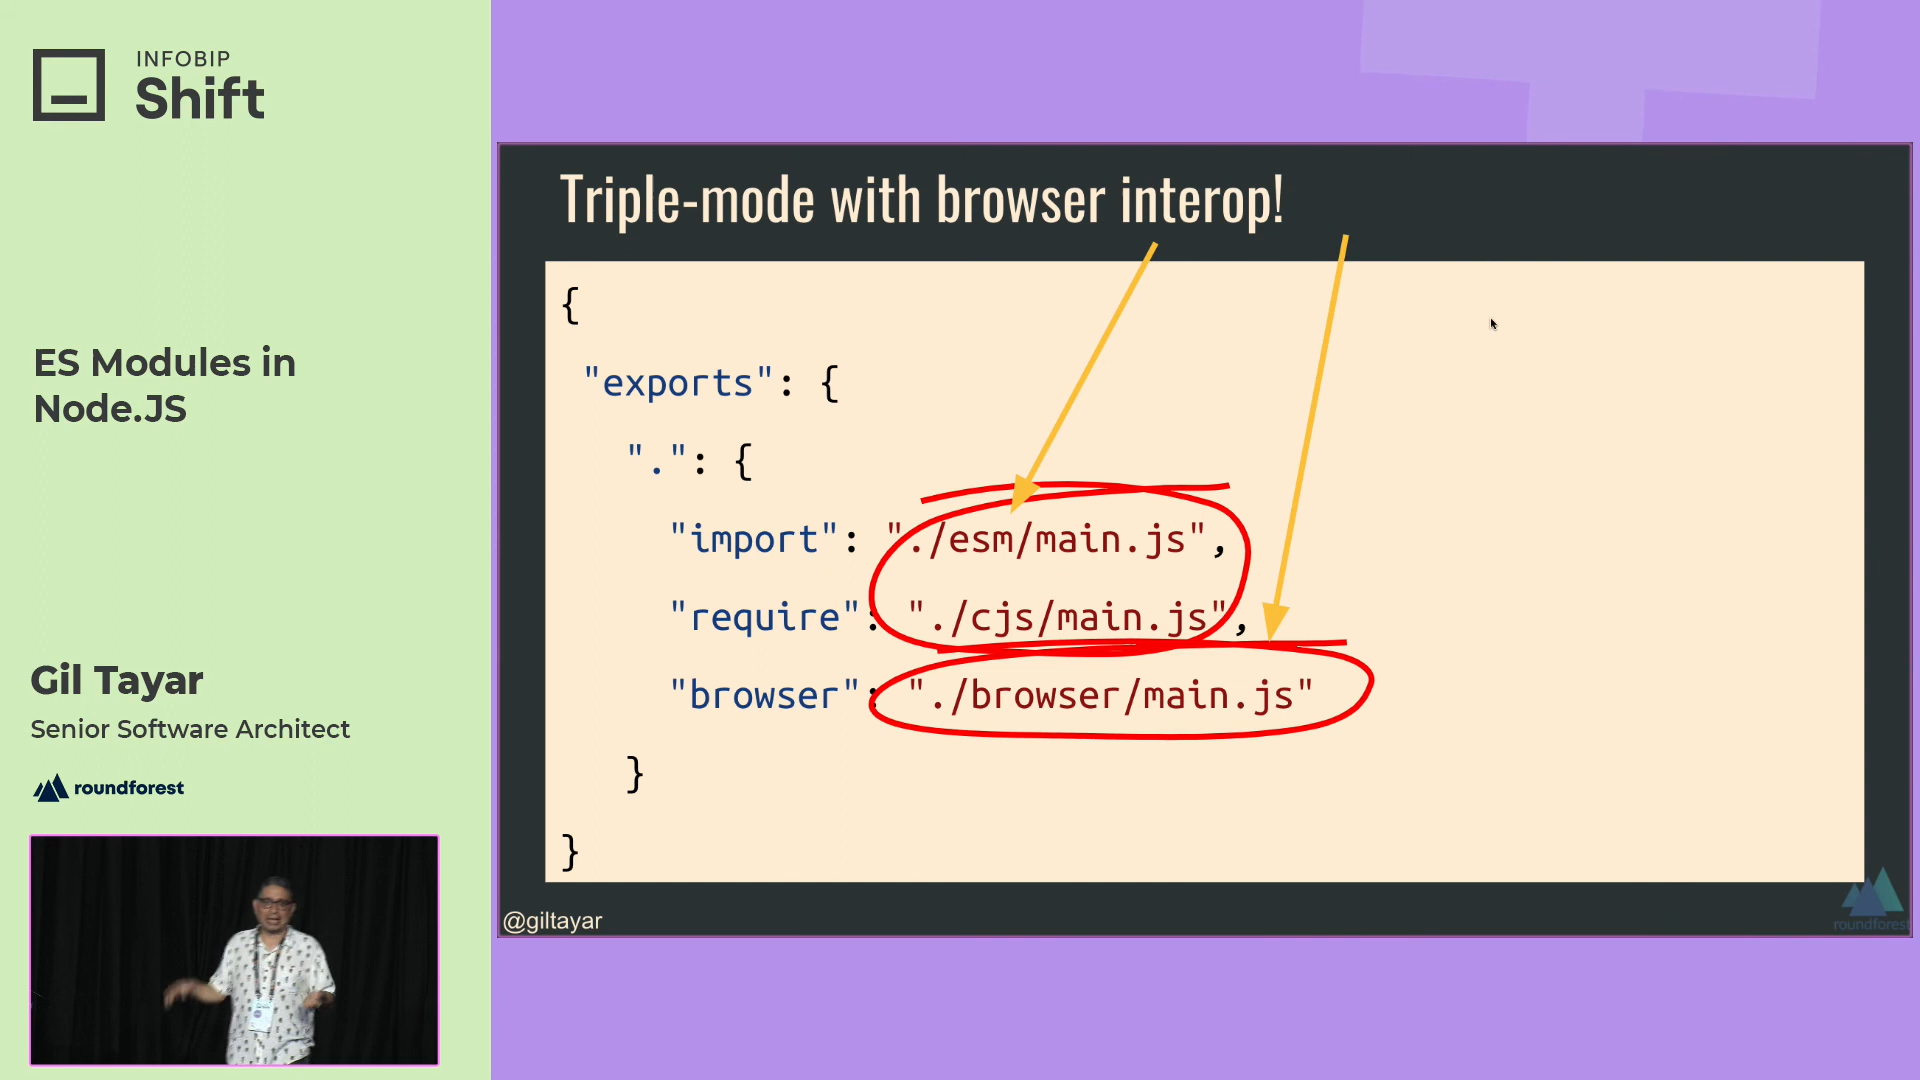 INFOBIP
Shift
ES Modules in
Node.JS
Gil Tayar
Senior Software Architect
roundforest
Triple-mode with browser interop!
{
"exports": {
".": {
"import": "./esm/main.js",
"require": "./cjs/main.js",
"browser": "./browser/main.js"
}
}
@giltayar
roundforest